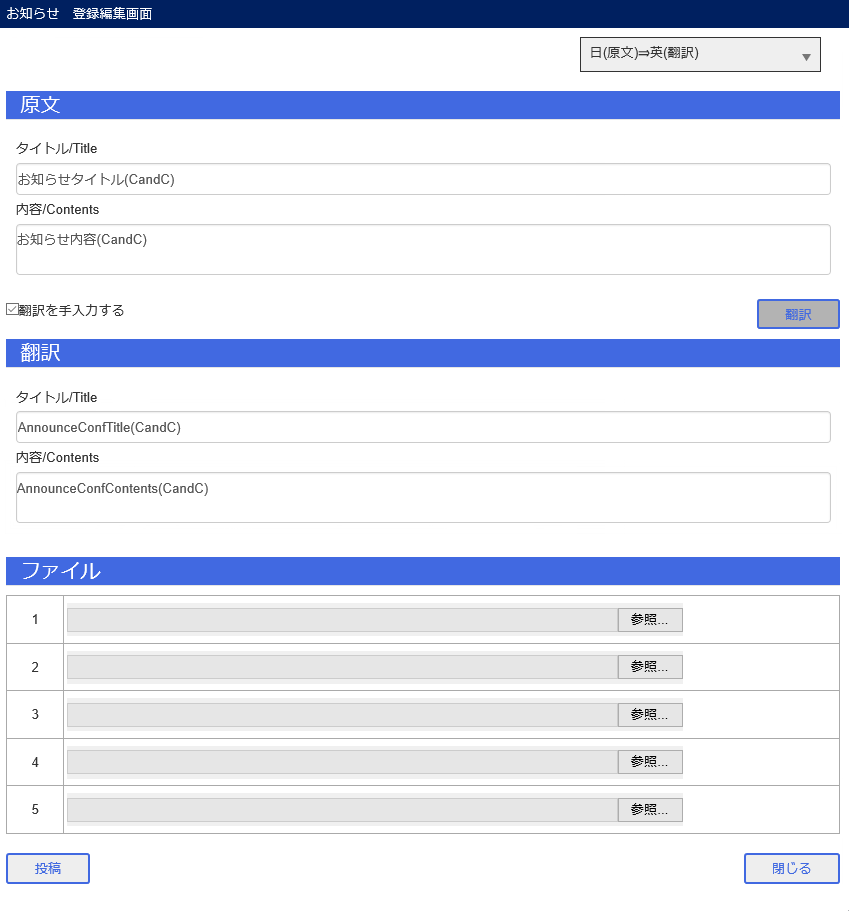 お知らせ　登録編集画面
日(原文)⇒英(翻訳)
原文
タイトル/Title
お知らせタイトル(CandC)
内容/Contents
お知らせ内容(CandC)
翻訳を手入力する
翻訳
翻訳
タイトル/Title
AnnounceConfTitle(CandC)
内容/Contents
AnnounceConfContents(CandC)
ファイル
1 参照...
2 参照...
3 参照...
4 参照...
5 参照...
投稿 閉じる